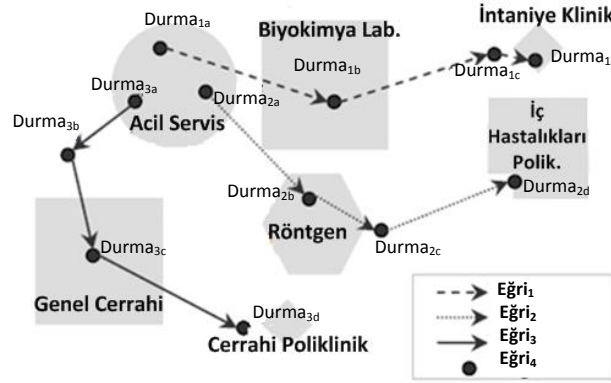 İntaniye Klinik
Durma1a
Biyokimya Lab.
Durma1b
Durma1c
Durma1
Durma3a
Durma2a
Acil Servis
Durma3b
İç
Hastalıkları
Polik.
Durma2b
Durma2d
Röntgen
Durma2c
Durma3c
Genel Cerrahi
Durma3d
Cerrahi Poliklinik
Eğri1
Eğri2
Eğri3
Eğri4